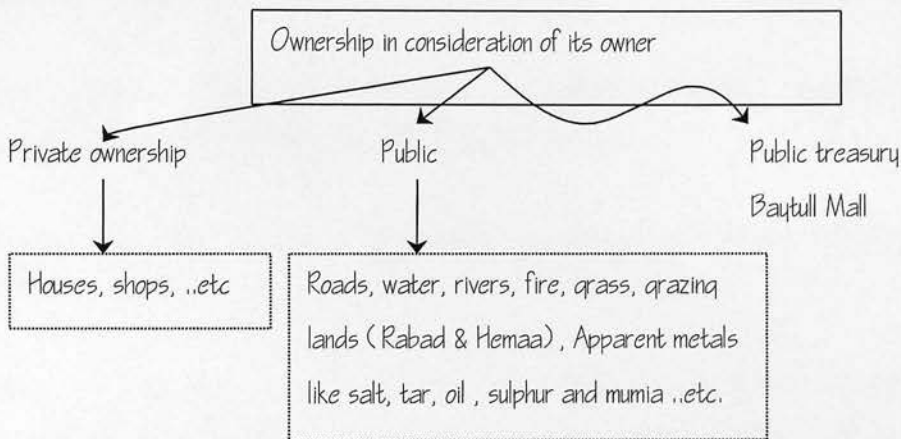 Ownership in consideration of its owner
Private ownership
Public
Public treasury
Baytull Mall
Houses, shops, ..etc
Roads, water, rivers, fire, grass, grazing
lands ( Rabad & Hemaa) , Apparent metals
like salt, tar, oil , sulphur and mumia ..etc.